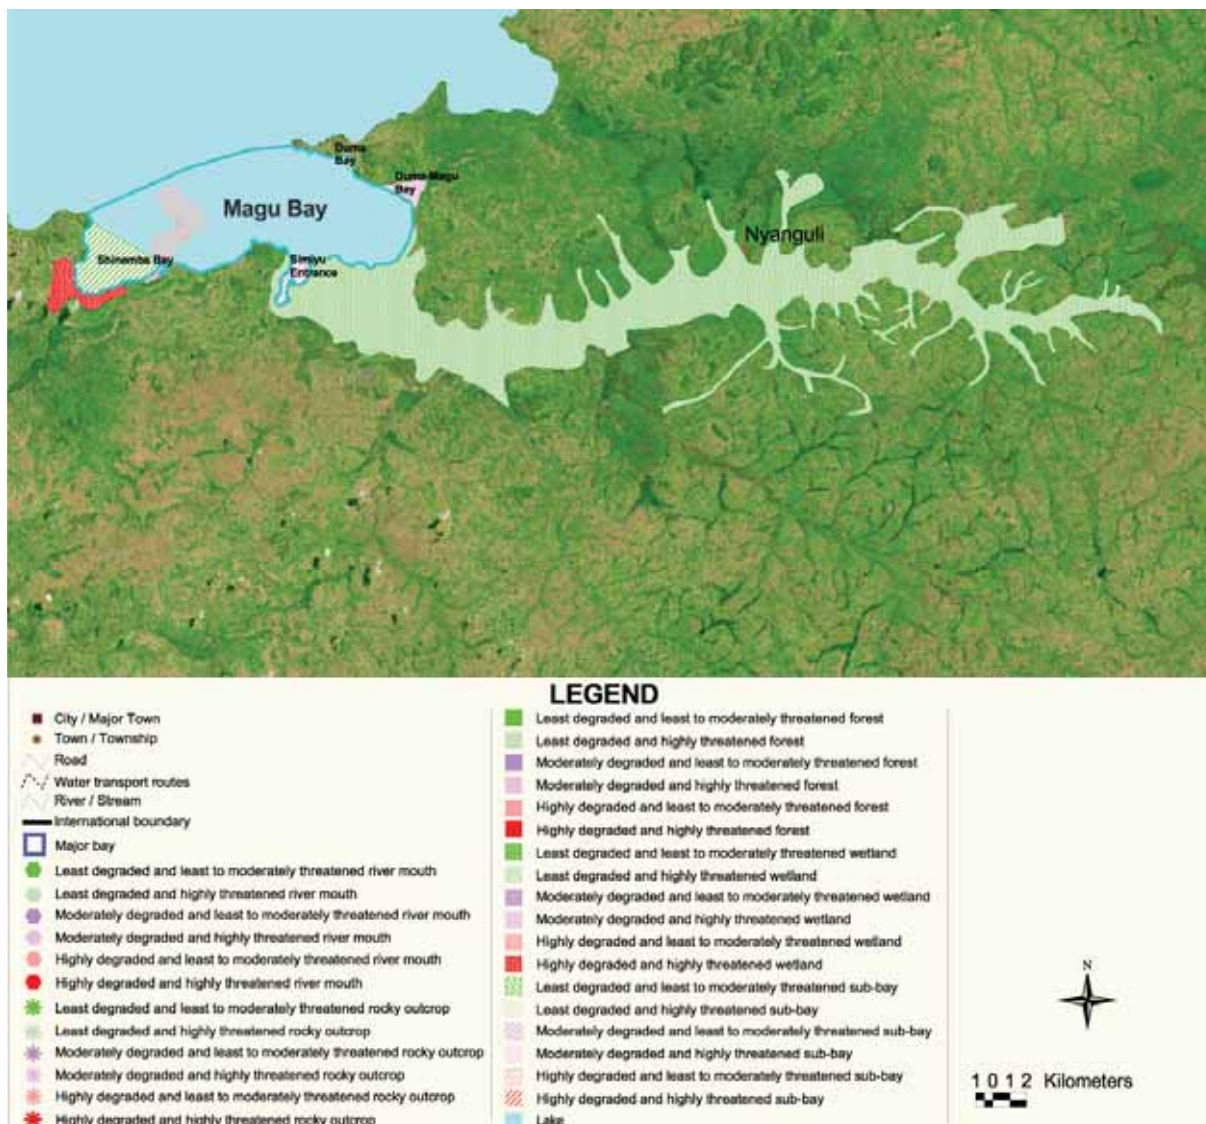 Duma
Bay
Duma-Magu
Bay
Magu Bay
Nyanguli
Shinemba Bay
Simiyu
Entrance
LEGEND
City / Major Town
Town / Township
Road
Water transport routes
River / Stream
International boundary
Major bay
Least degraded and least to moderately threatened river mouth
Least degraded and highly threatened river mouth
Moderately degraded and least to moderately threatened river mouth
Moderately degraded and highly threatened river mouth
Highly degraded and least to moderately threatened river mouth
Highly degraded and highly threatened river mouth
Least degraded and least to moderately threatened rocky outcrop
Least degraded and highly threatened rocky outcrop
Moderately degraded and least to moderately threatened rocky outcrop
Moderately degraded and highly threatened rocky outcrop
Highly degraded and least to moderately threatened rocky outcrop
Highly degraded and highly threatened rocky outcrop
Least degraded and least to moderately threatened forest
Least degraded and highly threatened forest
Moderately degraded and least to moderately threatened forest
Moderately degraded and highly threatened forest
Highly degraded and least to moderately threatened forest
Highly degraded and highly threatened forest
Least degraded and least to moderately threatened wetland
Least degraded and highly threatened wetland
Moderately degraded and least to moderately threatened wetland
Moderately degraded and highly threatened wetland
Highly degraded and least to moderately threatened wetland
Highly degraded and highly threatened wetland
Least degraded and least to moderately threatened sub-bay
Least degraded and highly threatened sub-bay
Moderately degraded and least to moderately threatened sub-bay
Moderately degraded and highly threatened sub-bay
Highly degraded and least to moderately threatened sub-bay
Highly degraded and highly threatened sub-bay
Lake
N
1 0 1 2 Kilometers